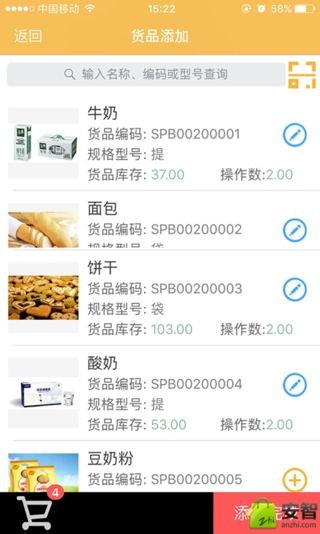 中国移动 15:22 58%
返回 货品添加
输入名称、编码或型号查询
牛奶
货品编码: SPB00200001
规格型号: 提
货品库存: 37.00 操作数:2.00
面包
货品编码: SPB00200002
规格型号: 袋
饼干
货品编码: SPB00200003
规格型号: 袋
货品库存: 103.00 操作数:2.00
酸奶
货品编码: SPB00200004
规格型号: 提
货品库存: 53.00 操作数:2.00
豆奶粉
货品编码: SPB00200005
规格型号: 袋
4
添
安智
anzhi.com